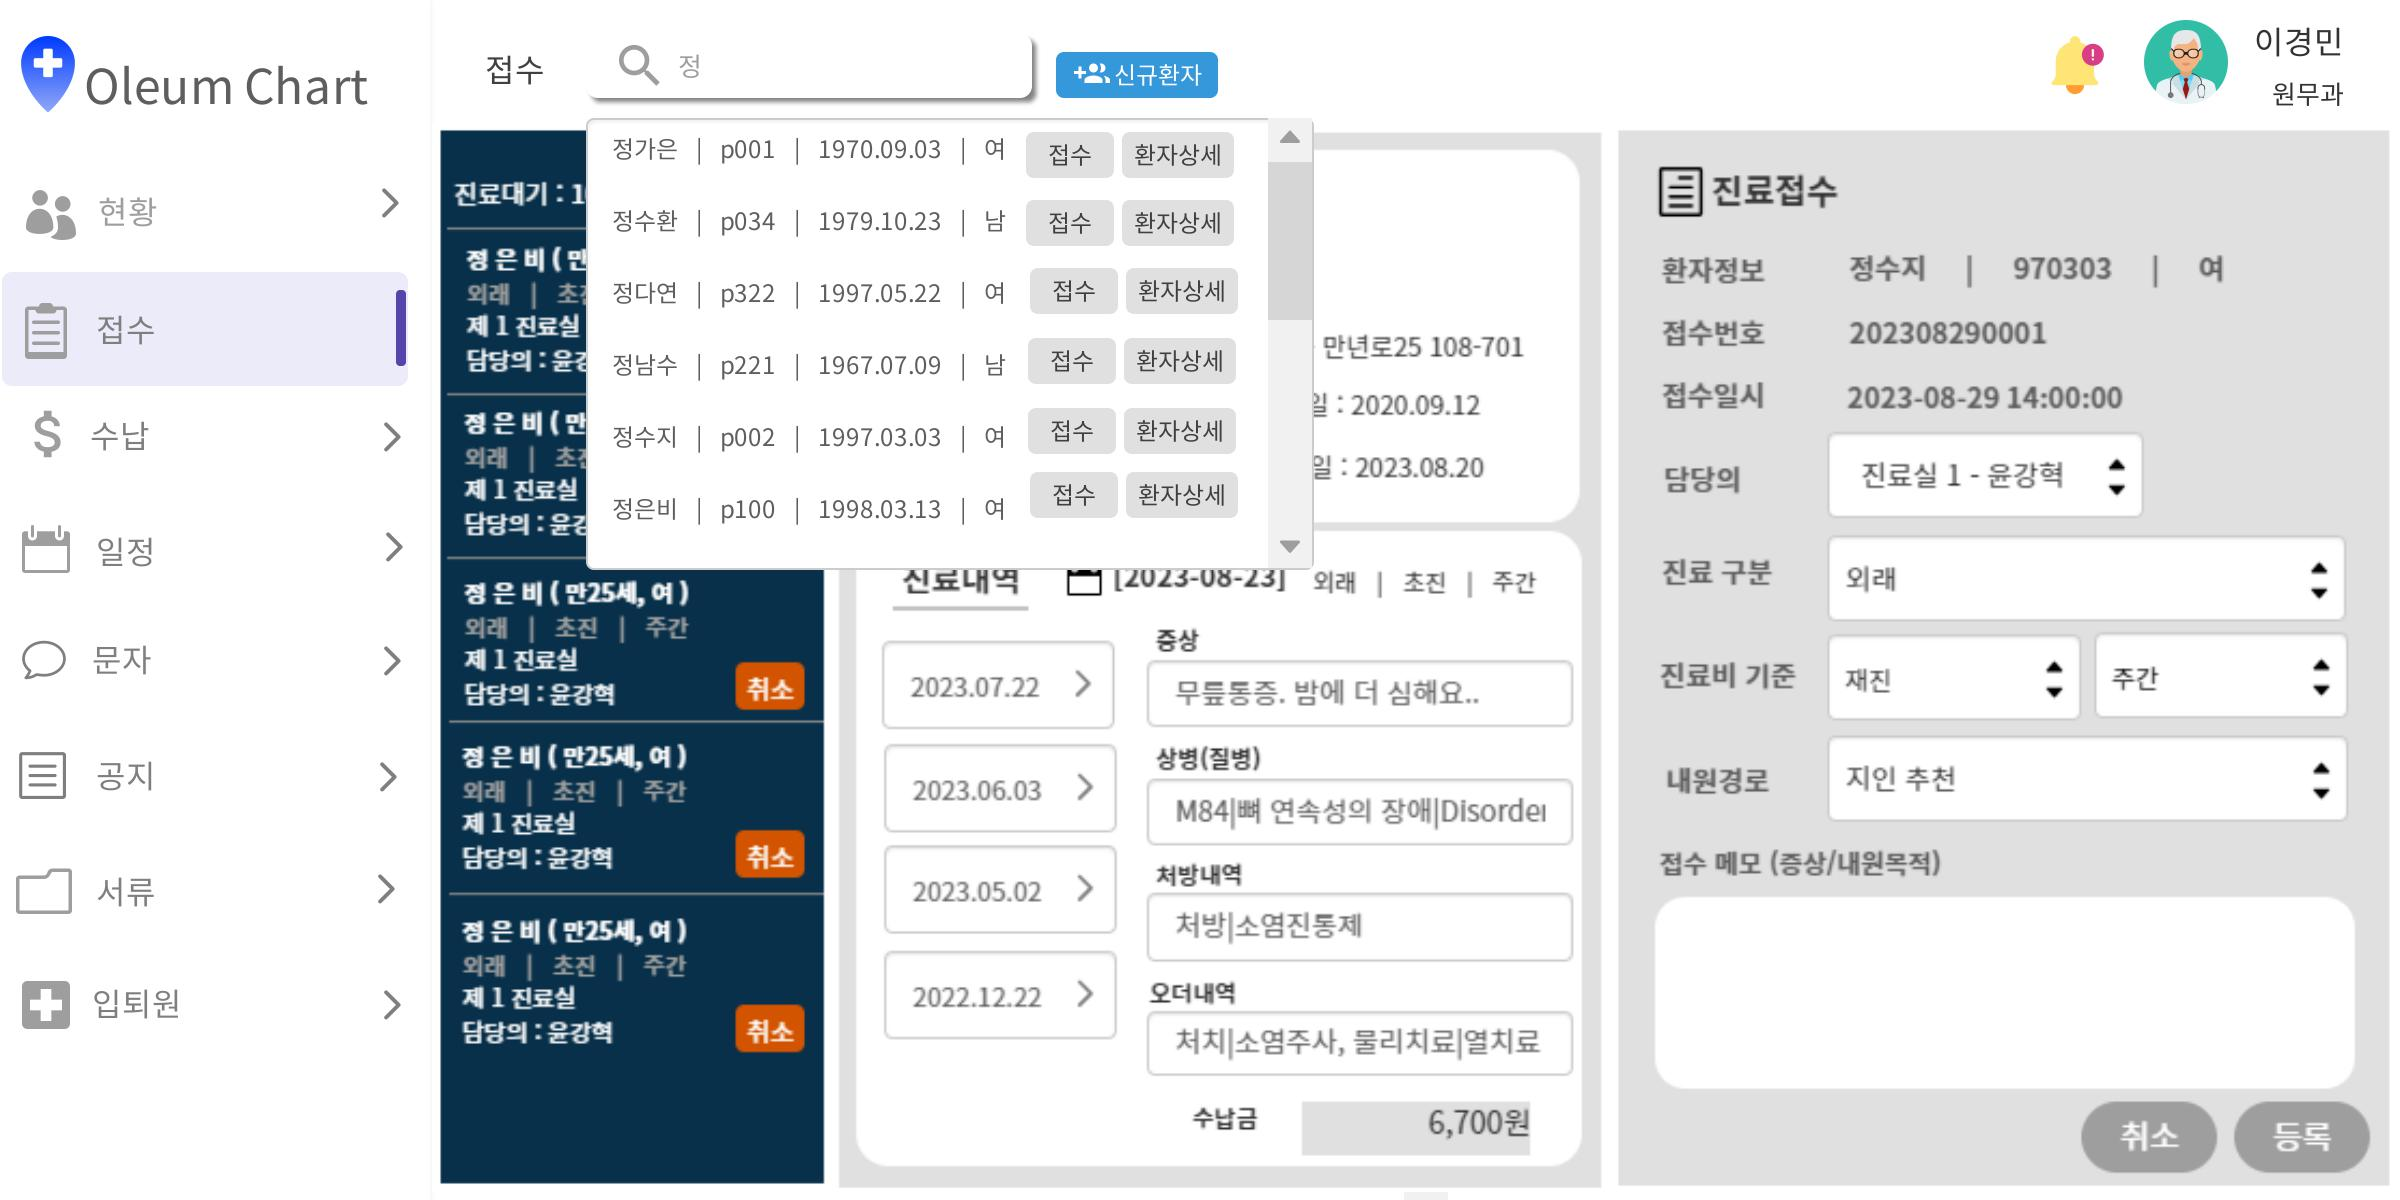 Oleum Chart
현황
접수
수납
일정
문자
공지
서류
입퇴원
접수
정
신규환자
이경민
원무과
정가은 | p001 | 1970.09.03 | 여 접수 환자상세
정수환 | p034 | 1979.10.23 | 남 접수 환자상세
정다연 | p322 | 1997.05.22 | 여 접수 환자상세
정남수 | p221 | 1967.07.09 | 남 접수 환자상세
정수지 | p002 | 1997.03.03 | 여 접수 환자상세
정은비 | p100 | 1998.03.13 | 여 접수 환자상세
진료대기 :
정 은 비 (
외래 |
제 1 진료실
담당의 :
정 은 비 (
외래 |
제 1 진료실
담당의 :
정 은 비 ( 만25세, 여 )
외래 | 초진 | 주간
제 1 진료실
담당의 : 윤강혁
취소
정 은 비 ( 만25세, 여 )
외래 | 초진 | 주간
제 1 진료실
담당의 : 윤강혁
취소
정 은 비 ( 만25세, 여 )
외래 | 초진 | 주간
제 1 진료실
담당의 : 윤강혁
취소
만년로25 108-701
일 : 2020.09.12
일 : 2023.08.20
진료내역
[2023-08-23] 외래 | 초진 | 주간
2023.07.22
2023.06.03
2023.05.02
2022.12.22
증상
무릎통증. 밤에 더 심해요..
상병(질병)
M84|뼈 연속성의 장애|Disorder
처방내역
처방|소염진통제
오더내역
처치|소염주사, 물리치료|열치료
수납금 6,700원
진료접수
환자정보 정수지 | 970303 | 여
접수번호 202308290001
접수일시 2023-08-29 14:00:00
담당의 진료실 1 - 윤강혁
진료 구분 외래
진료비 기준 재진 주간
내원경로 지인 추천
접수 메모 (증상/내원목적)
취소 등록